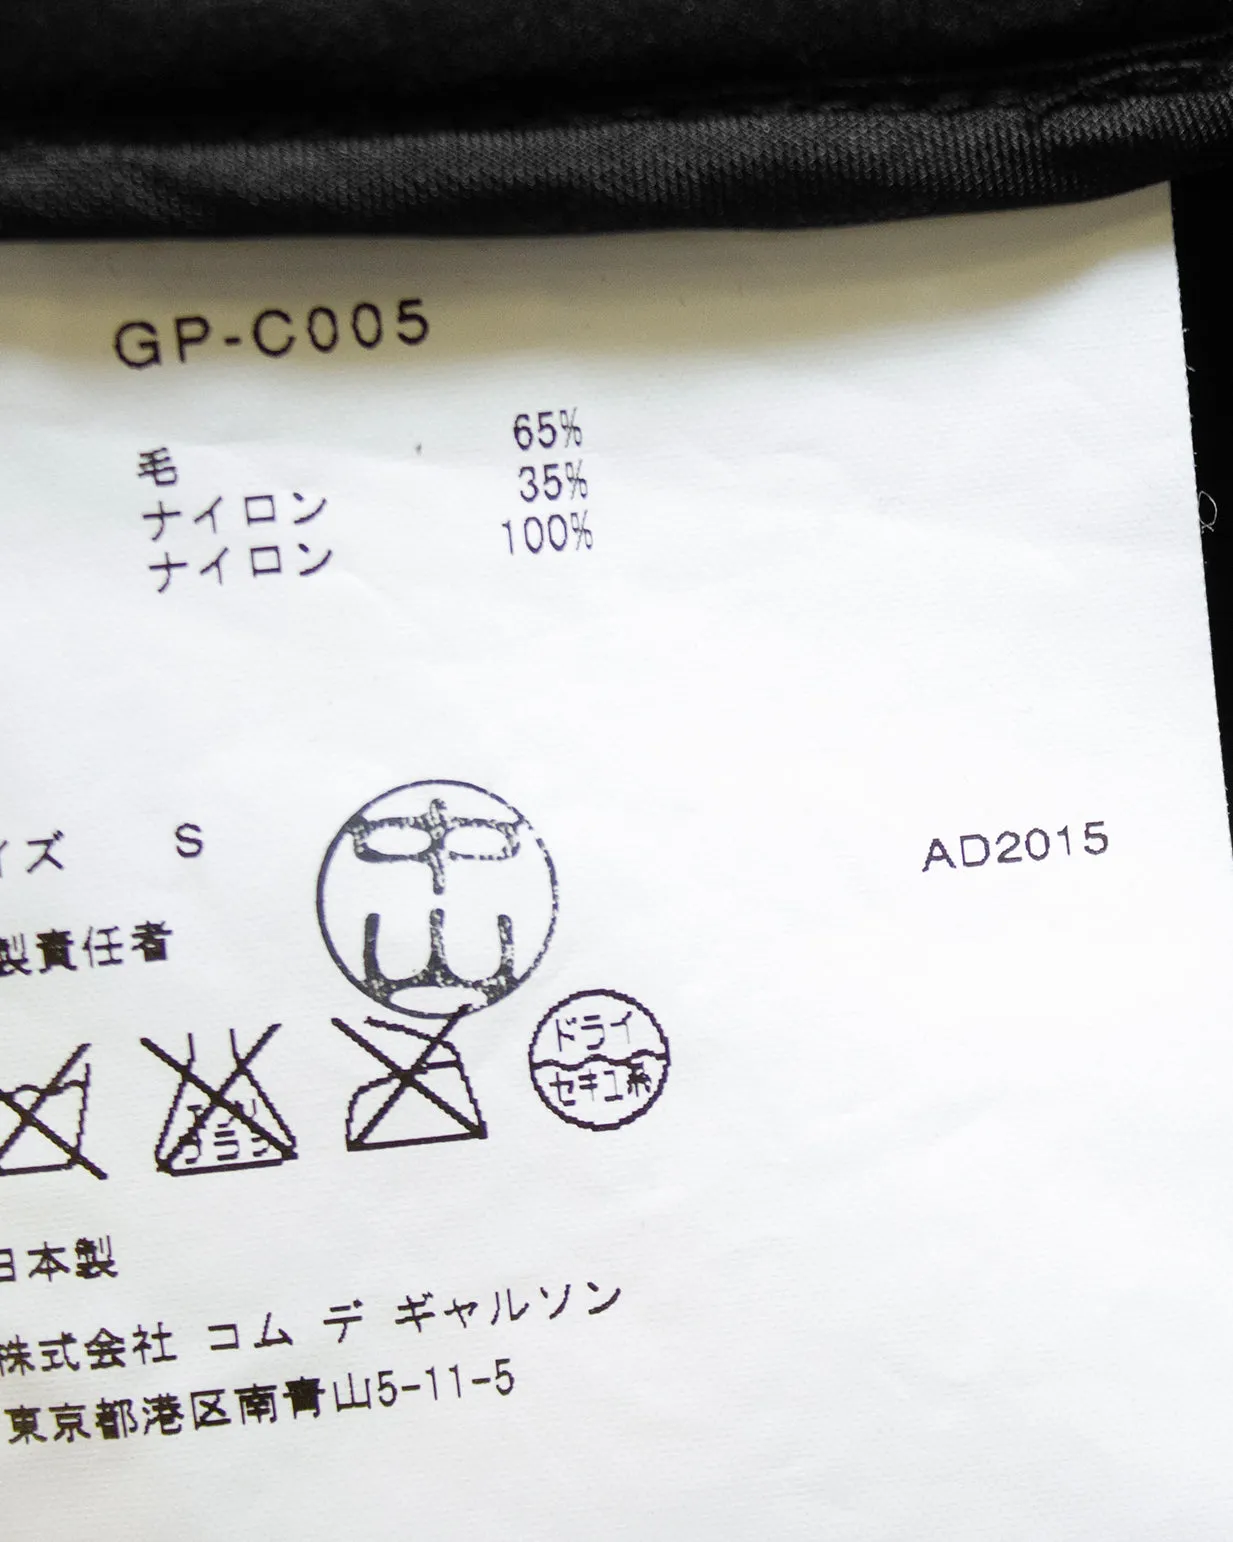 GP-C005
毛 65%
ナイロン 35%
ナイロン 100%
イズ S
中山
AD2015
製責任者
ドライ
セキユ系
日本製
株式会社 コム デ ギャルソン
東京都港区南青山5-11-5